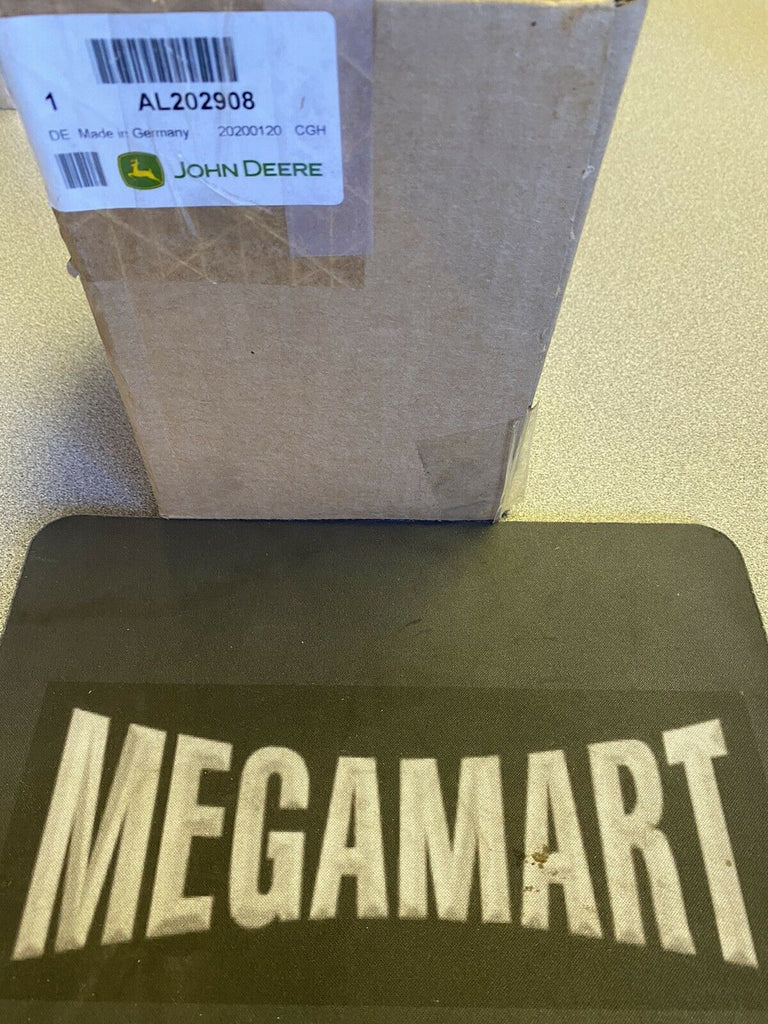 1 AL202908
DE Made in Germany 20200120 CGH
JOHN DEERE
MEGAMART